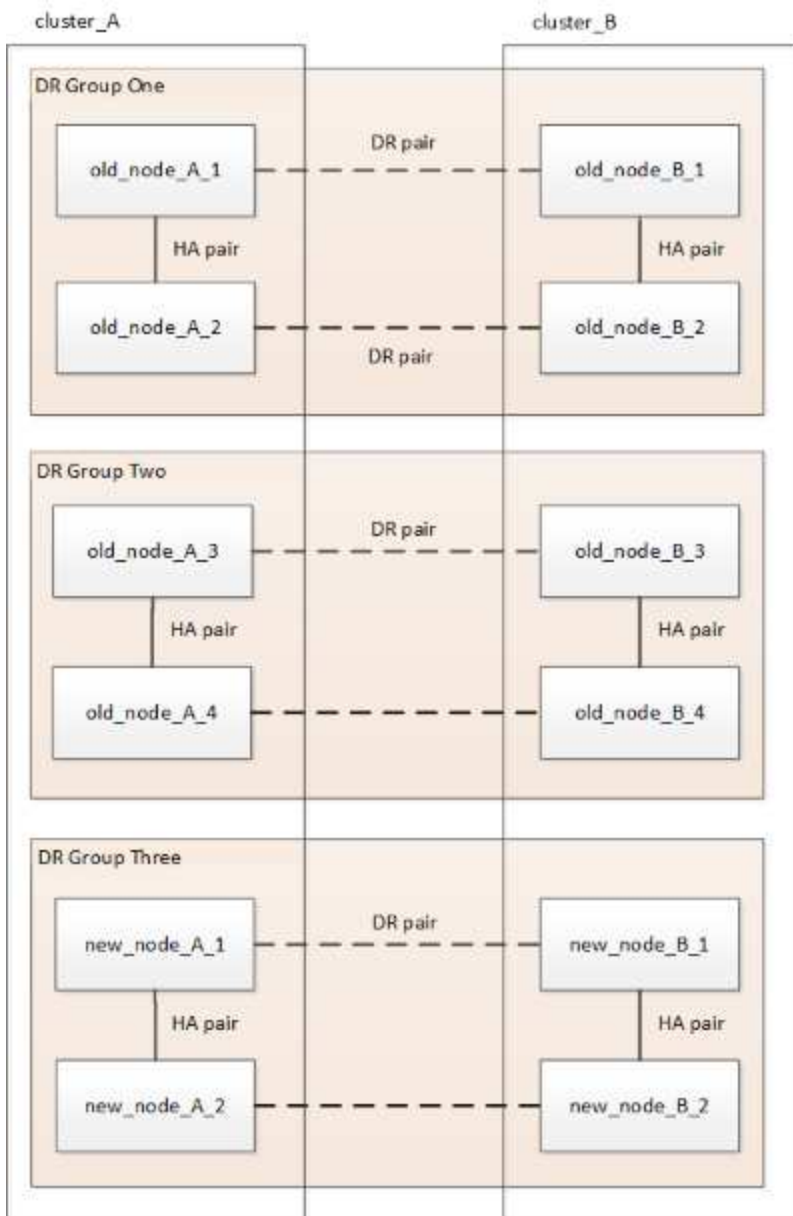 cluster_A
cluster_B
DR Group One
DR pair
old_node_A_1
old_node_B_1
HA pair
HA pair
old_node_A_2
old_node_B_2
DR pair
DR Group Two
DR pair
old_node_A_3
old_node_B_3
HA pair
HA pair
old_node_A_4
old_node_B_4
DR Group Three
DR pair
new_node_A_1
new_node_B_1
HA pair
HA pair
new_node_A_2
new_node_B_2